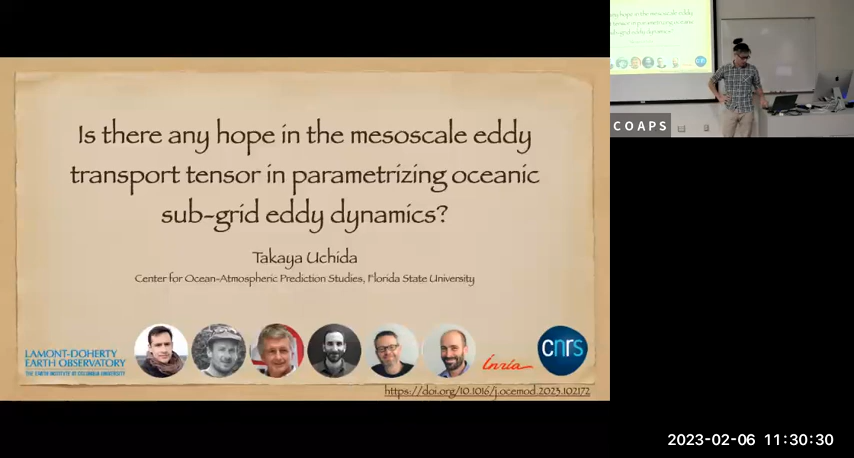 Is there any hope in the mesoscale eddy
transport tensor in parametrizing oceanic
sub-grid eddy dynamics?
Takaya Uchida
Center for Ocean-Atmospheric Prediction Studies, Florida State University
LAMONT-DOHERTY
EARTH OBSERVATORY
THE EARTH INSTITUTE AT COLUMBIA UNIVERSITY
Inria
cnrs
https://doi.org/10.1016/j.ocemod.2023.102172
COAPS
2023-02-06 11:30:30